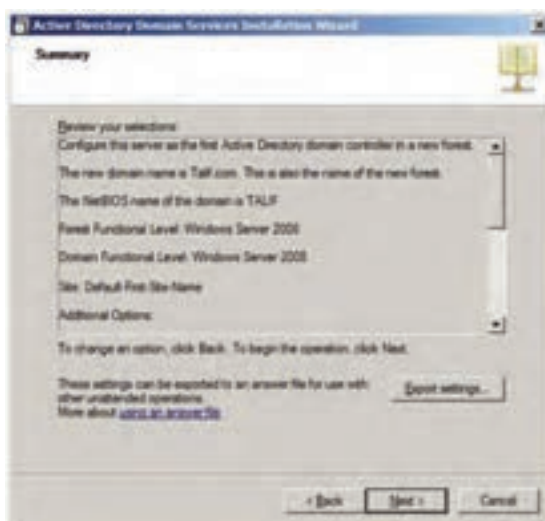 Active Directory Domain Services Installation Wizard
Summary
Review your selections:
Configure this server as the first Active Directory domain controller in a new forest.
The new domain name is Talif.com. This is also the name of the new forest.
The NetBIOS name of the domain is TALIF
Forest Functional Level: Windows Server 2008
Domain Functional Level: Windows Server 2008
Site: Default-First-Site-Name
Additional Options:
To change an option, click Back. To begin the operation, click Next.
These settings can be exported to an answer file for use with
other unattended operations.
More about using an answer file
Export settings...
< Back
Next >
Cancel